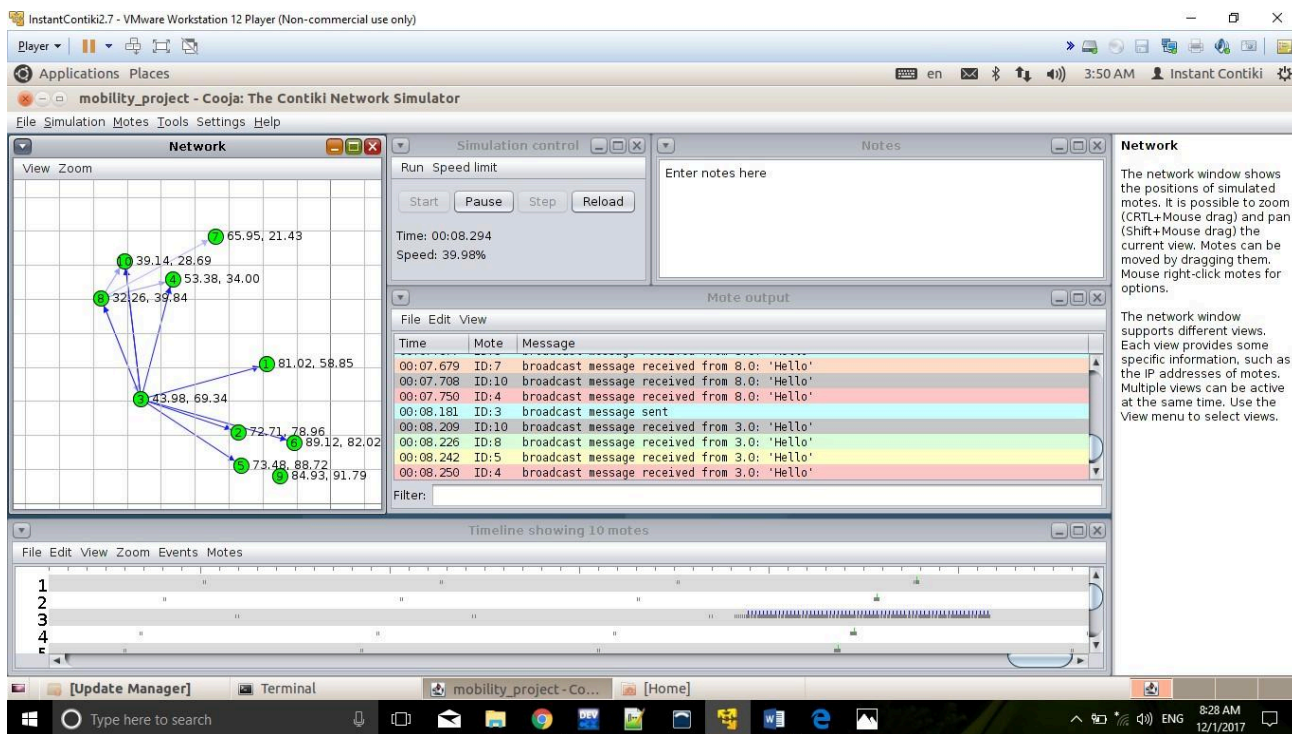 InstantContiki2.7 - VMware Workstation 12 Player (Non-commercial use only)
Player
Applications Places
en 3:50 AM Instant Contiki
mobility_project - Cooja: The Contiki Network Simulator
File Simulation Motes Tools Settings Help
Network
View Zoom
7 65.95, 21.43
10 39.14, 28.69
4 53.38, 34.00
8 32.26, 39.84
1 81.02, 58.85
3 43.98, 69.34
2 72.71, 78.96
6 89.12, 82.02
5 73.48, 88.72
9 84.93, 91.79
Simulation control
Run Speed limit
Start Pause Step Reload
Time: 00:08.294
Speed: 39.98%
Notes
Enter notes here
Mote output
File Edit View
Time Mote Message
00:07.679 ID:7 broadcast message received from 8.0: 'Hello'
00:07.708 ID:10 broadcast message received from 8.0: 'Hello'
00:07.750 ID:4 broadcast message received from 8.0: 'Hello'
00:08.181 ID:3 broadcast message sent
00:08.209 ID:10 broadcast message received from 3.0: 'Hello'
00:08.226 ID:8 broadcast message received from 3.0: 'Hello'
00:08.242 ID:5 broadcast message received from 3.0: 'Hello'
00:08.250 ID:4 broadcast message received from 3.0: 'Hello'
Filter:
Network
The network window shows
the positions of simulated
motes. It is possible to zoom
(CRTL+Mouse drag) and pan
(Shift+Mouse drag) the
current view. Motes can be
moved by dragging them.
Mouse right-click motes for
options.
The network window
supports different views.
Each view provides some
specific information, such as
the IP addresses of motes.
Multiple views can be active
at the same time. Use the
View menu to select views.
Timeline showing 10 motes
File Edit View Zoom Events Motes
1
2
3
4
[Update Manager] Terminal mobility_project - Co... [Home]
Type here to search
DEV
ENG
8:28 AM
12/1/2017